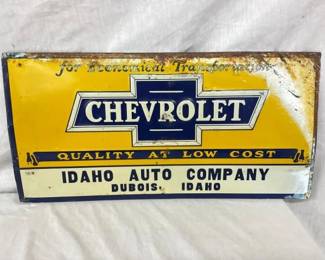 for Economical Transportation
CHEVROLET
QUALITY AT LOW COST
IDAHO AUTO COMPANY
DUBOIS, IDAHO